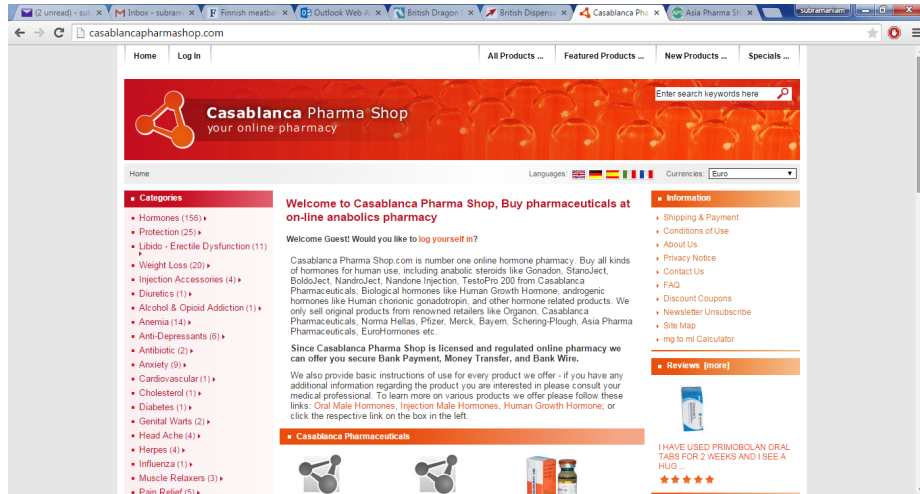 (2 unread) - sub
Inbox - subram
Finnish meatba
Outlook Web A
British Dragon
British Dispens
Casablanca Pha
Asia Pharma Sh
subramaniam
casablancapharmashop.com
Home
Log In
All Products ...
Featured Products ...
New Products ...
Specials ...
Casablanca Pharma Shop
your online pharmacy
Enter search keywords here
Home
Languages:
Currencies:
Euro
Categories
Hormones (156)
Protection (25)
Libido - Erectile Dysfunction (11)
Weight Loss (20)
Injection Accessories (4)
Diuretics (1)
Alcohol & Opioid Addiction (1)
Anemia (14)
Anti-Depressants (6)
Antibiotic (2)
Anxiety (9)
Cardiovascular (1)
Cholesterol (1)
Diabetes (1)
Genital Warts (2)
Head Ache (4)
Herpes (4)
Influenza (1)
Muscle Relaxers (3)
Pain Relief (5)
Welcome to Casablanca Pharma Shop, Buy pharmaceuticals at
on-line anabolics pharmacy
Welcome Guest! Would you like to log yourself in?
Casablanca Pharma Shop.com is number one online hormone pharmacy. Buy all kinds
of hormones for human use, including anabolic steroids like Gonadon, StanoJect,
BoldoJect, NandroJect, Nandone Injection, TestoPro 200 from Casablanca
Pharmaceuticals; Biological hormones like Human Growth Hormone, androgenic
hormones like Human chorionic gonadotropin, and other hormone related products. We
only sell original products from renowned retailers like Organon, Casablanca
Pharmaceuticals, Norma Hellas, Pfizer, Merck, Bayern, Schering-Plough, Asia Pharma
Pharmaceuticals, EuroHormones etc.
Since Casablanca Pharma Shop is licensed and regulated online pharmacy we
can offer you secure Bank Payment, Money Transfer, and Bank Wire.
We also provide basic instructions of use for every product we offer - if you have any
additional information regarding the product you are interested in please consult your
medical professional. To learn more on various products we offer please follow these
links: Oral Male Hormones, Injection Male Hormones, Human Growth Hormone; or
click the respective link on the box in the left.
Casablanca Pharmaceuticals
Information
Shipping & Payment
Conditions of Use
About Us
Privacy Notice
Contact Us
FAQ
Discount Coupons
Newsletter Unsubscribe
Site Map
mg to ml Calculator
Reviews [more]
I HAVE USED PRIMOBOLAN ORAL
TABS FOR 2 WEEKS AND I SEE A
HUG ...